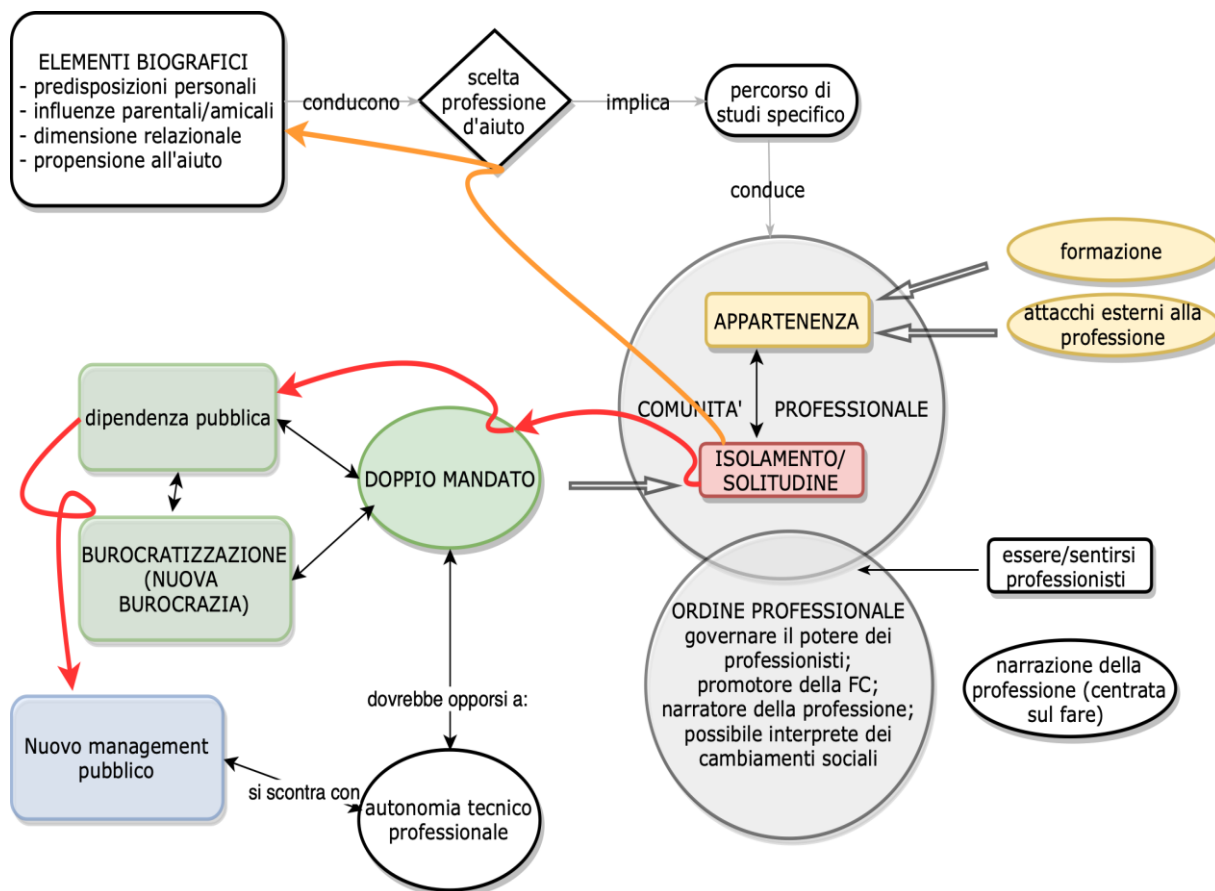 ELEMENTI BIOGRAFICI
- predisposizioni personali
- influenze parentali/amicali
- dimensione relazionale
- propensione all'aiuto
conducono
scelta
professione
d'aiuto
implica
percorso di
studi specifico
conduce
formazione
attacchi esterni alla
professione
APPARTENENZA
COMUNITA' PROFESSIONALE
ISOLAMENTO/
SOLITUDINE
dipendenza pubblica
DOPPIO MANDATO
BUROCRATIZZAZIONE
(NUOVA
BUROCRAZIA)
essere/sentirsi
professionisti
ORDINE PROFESSIONALE
governare il potere dei
professionisti;
promotore della FC;
narratore della professione;
possibile interprete dei
cambiamenti sociali
narrazione della
professione (centrata
sul fare)
dovrebbe opporsi a:
Nuovo management
pubblico
si scontra con
autonomia tecnico
professionale